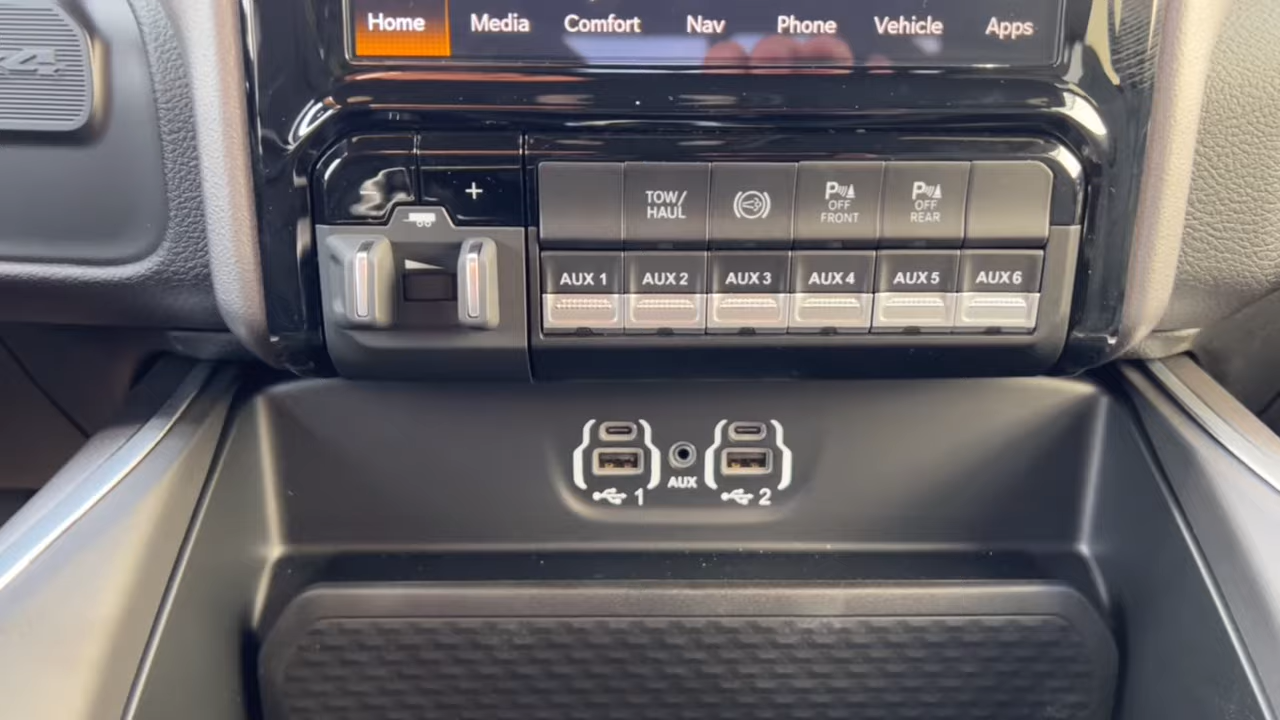 Home Media Comfort Nav Phone Vehicle Apps
x4
+
TOW/
HAUL
P
OFF
FRONT
P
OFF
REAR
AUX 1 AUX 2 AUX 3 AUX 4 AUX 5 AUX 6
AUX
1 2